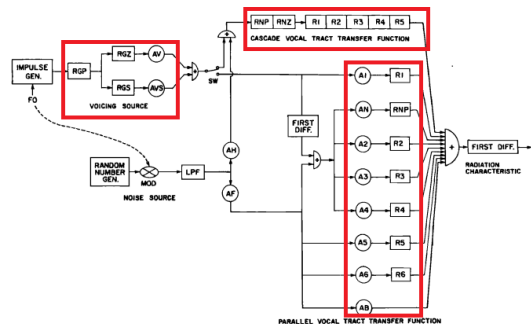 RNP RNZ R1 R2 R3 R4 R5
CASCADE VOCAL TRACT TRANSFER FUNCTION
IMPULSE
GEN.
RGP
RGZ
AV
RGS
AVS
+
+
SW
VOICING SOURCE
F0
RANDOM
NUMBER
GEN.
MOD
LPF
NOISE SOURCE
AH
AF
FIRST
DIFF.
+
A1 R1
AN RNP
A2 R2
A3 R3
A4 R4
A5 R5
A6 R6
AB
+
FIRST DIFF.
RADIATION
CHARACTERISTIC
PARALLEL VOCAL TRACT TRANSFER FUNCTION